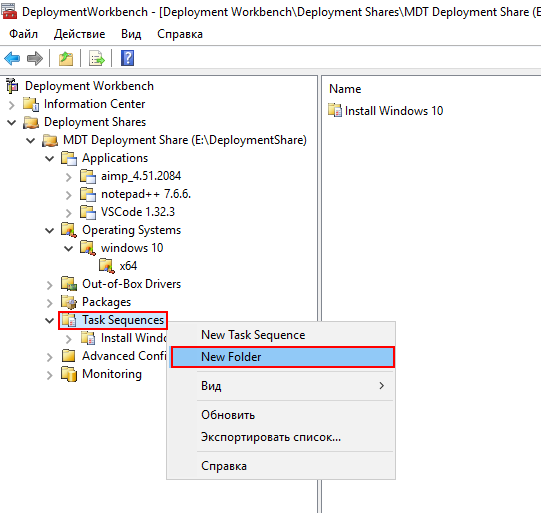 DeploymentWorkbench - [Deployment Workbench\Deployment Shares\MDT Deployment Share (E
Файл Действие Вид Справка
Deployment Workbench
Information Center
Deployment Shares
MDT Deployment Share (E:\DeploymentShare)
Applications
aimp_4.51.2084
notepad++ 7.6.6.
VSCode 1.32.3
Operating Systems
windows 10
x64
Out-of-Box Drivers
Packages
Task Sequences
Install Windo
Advanced Confi
Monitoring
Name
Install Windows 10
New Task Sequence
New Folder
Вид
Обновить
Экспортировать список...
Справка